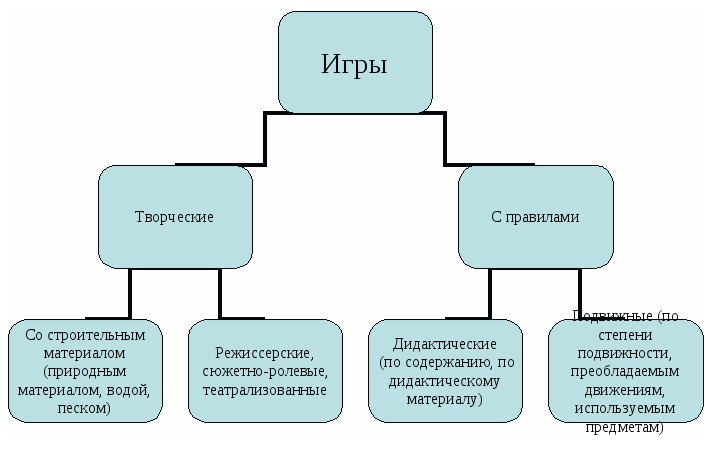 Игры
Творческие
С правилами
Со строительным
материалом
(природным
материалом, водой,
песком)
Режиссерские,
сюжетно-ролевые,
театрализованные
Дидактические
(по содержанию, по
дидактическому
материалу)
Подвижные (по
степени
подвижности,
преобладаемым
движениям,
используемым
предметам)